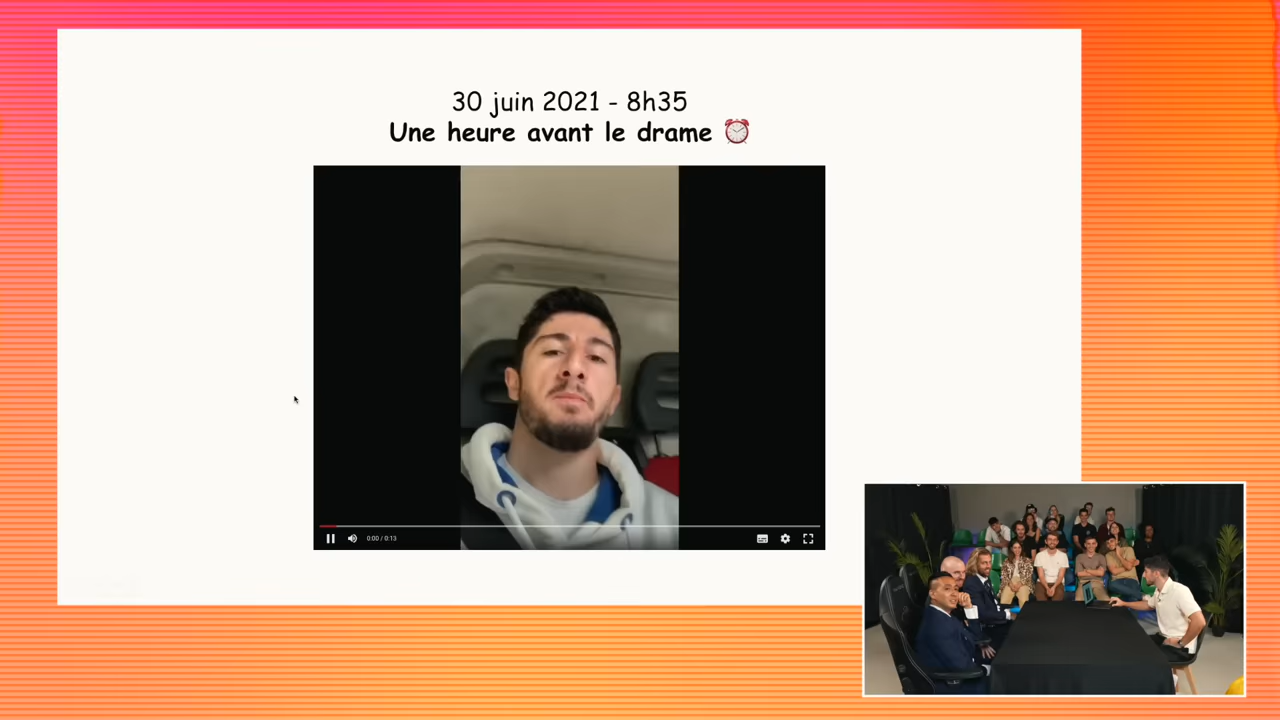 30 juin 2021 - 8h35
Une heure avant le drame ⏰
0:00 / 0:13